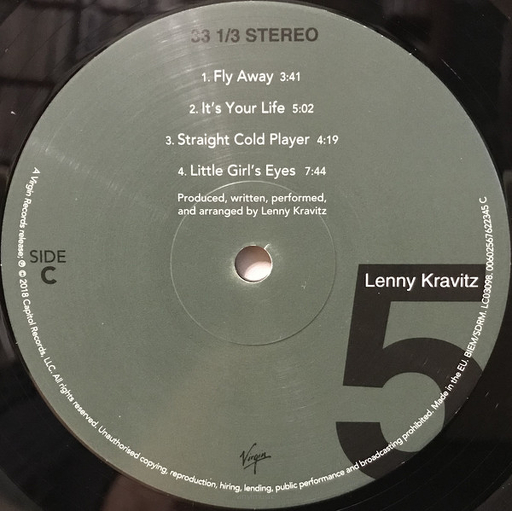 33 1/3 STEREO
1. Fly Away 3:41
2. It's Your Life 5:02
3. Straight Cold Player 4:19
4. Little Girl's Eyes 7:44
Produced, written, performed,
and arranged by Lenny Kravitz
SIDE
C
Lenny Kravitz
5
Virgin
A Virgin Records release; ℗ © 2018 Capitol Records, LLC. All rights reserved. Unauthorised copying, reproduction, hiring, lending, public performance and broadcasting prohibited. Made in the EU. BIEM/SDRM. LC03098. 00602567622345 C